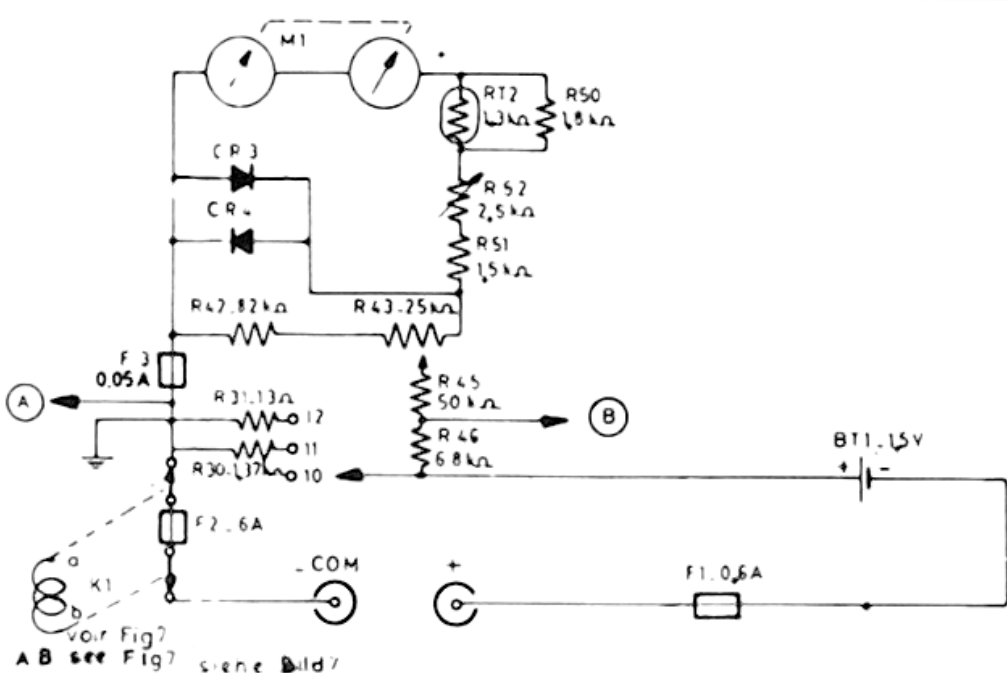 M1
+
RT2
1,3kΩ
R50
1,8kΩ
CR3
R52
2,5kΩ
CR4
R51
1,5kΩ
R42-82kΩ
R43-25kΩ
F3
0.05A
A
R31-13Ω
12
R45
50kΩ
B
11
R46
6.8kΩ
R30-1,37kΩ
10
BT1-1,5V
+ -
F2-6A
a
K1
b
- COM
+
F1-0,6A
voir Fig7
AB see Fig7 siehe Bild7